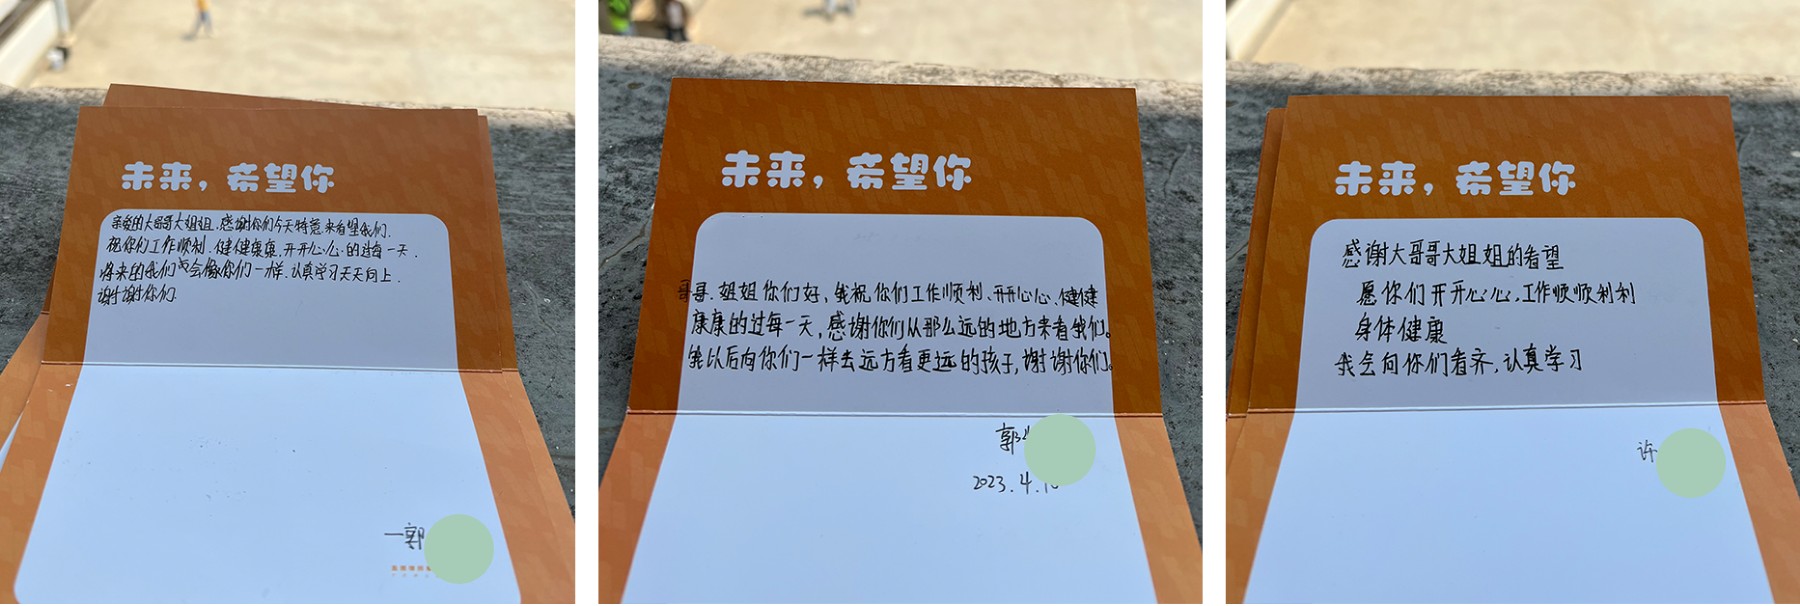 未来，希望你
亲爱的大哥哥大姐姐.感谢你们今天特意来看望我们.
祝你们工作顺利.健健康康,开开心心的过每一天.
将来的我们也会像你们一样.认真学习天天向上.
谢谢你们
一郭
未来，希望你
哥哥.姐姐你们好,我祝你们工作顺利、开开心心、健健
康康的过每一天,感谢你们从那么远的地方来看我们。
我以后向你们一样去远方看更远的孩子,谢谢你们。
郭
2023.4.1
未来，希望你
感谢大哥哥大姐姐的看望
愿你们开开心心.工作顺顺利利
身体健康
我会向你们看齐,认真学习
许